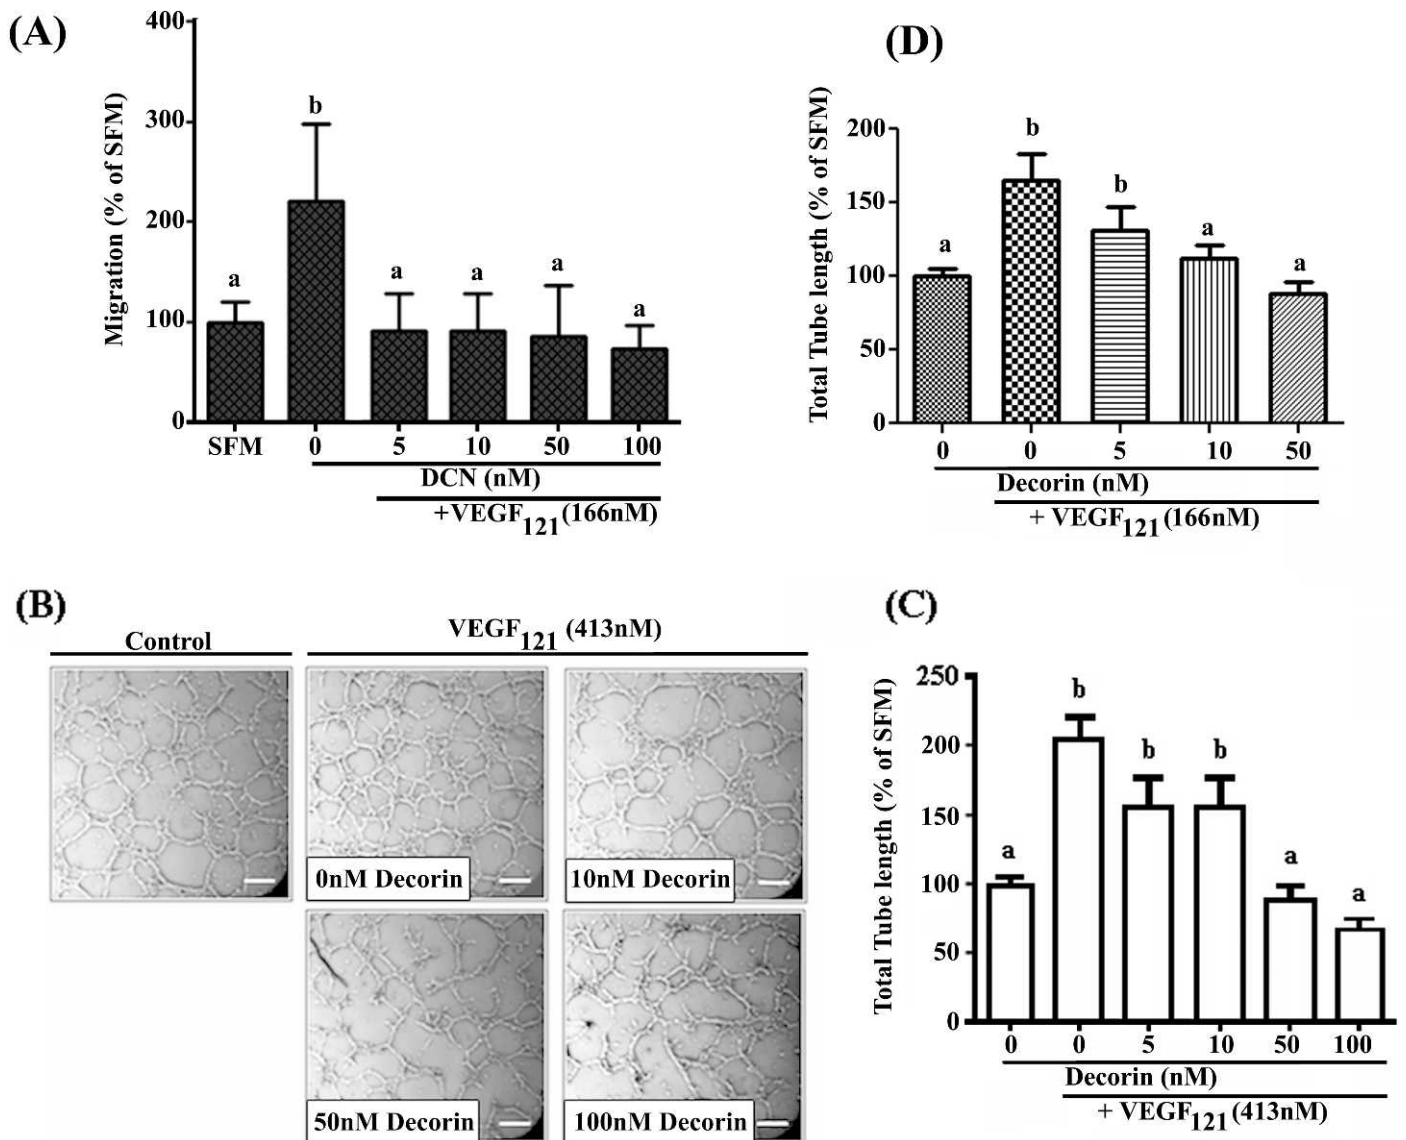 (A)
Migration (% of SFM)
400
300
200
100
0
b
a
a
a
a
a
SFM 0 5 10 50 100
DCN (nM)
+VEGF121(166nM)
(D)
Total Tube length (% of SFM)
200
150
100
50
0
a
b
b
a
a
0 0 5 10 50
Decorin (nM)
+ VEGF121(166nM)
(B)
Control
VEGF121 (413nM)
0nM Decorin
10nM Decorin
50nM Decorin
100nM Decorin
(C)
Total Tube length (% of SFM)
250
200
150
100
50
0
a
b
b
b
a
a
0 0 5 10 50 100
Decorin (nM)
+ VEGF121(413nM)